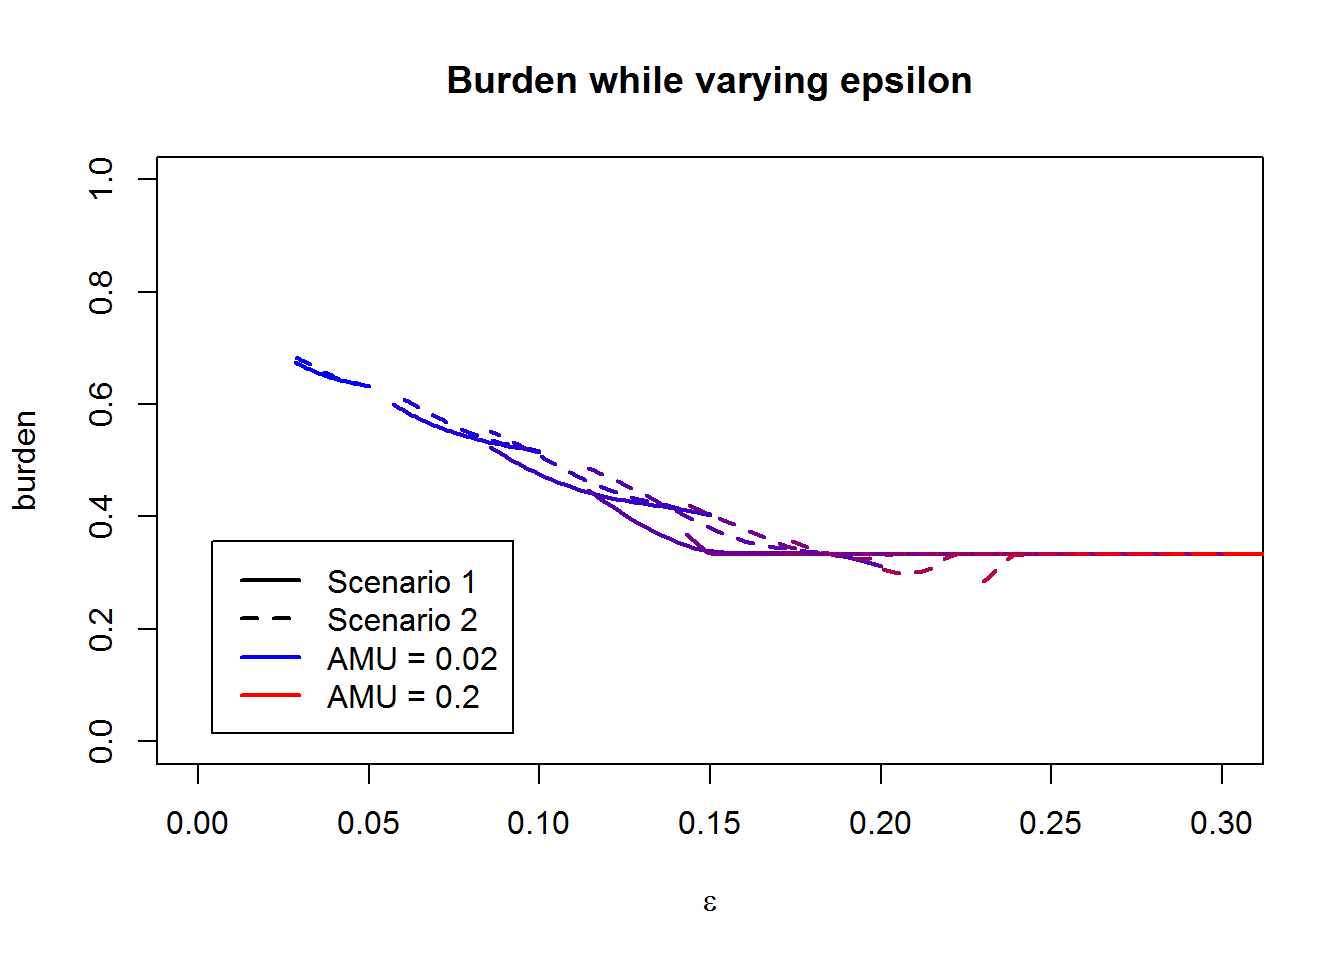 Burden while varying epsilon
burden
1.0
0.8
0.6
0.4
0.2
0.0
Scenario 1
Scenario 2
AMU = 0.02
AMU = 0.2
0.00 0.05 0.10 0.15 0.20 0.25 0.30
ε